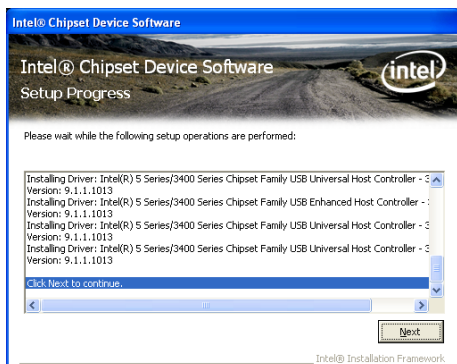 Intel® Chipset Device Software
Intel® Chipset Device Software
Setup Progress
intel
Please wait while the following setup operations are performed:
Installing Driver: Intel(R) 5 Series/3400 Series Chipset Family USB Universal Host Controller - 3
Version: 9.1.1.1013
Installing Driver: Intel(R) 5 Series/3400 Series Chipset Family USB Enhanced Host Controller -
Version: 9.1.1.1013
Installing Driver: Intel(R) 5 Series/3400 Series Chipset Family USB Universal Host Controller - 3
Version: 9.1.1.1013
Installing Driver: Intel(R) 5 Series/3400 Series Chipset Family USB Universal Host Controller - 3
Version: 9.1.1.1013
Click Next to continue.
Next
Intel® Installation Framework